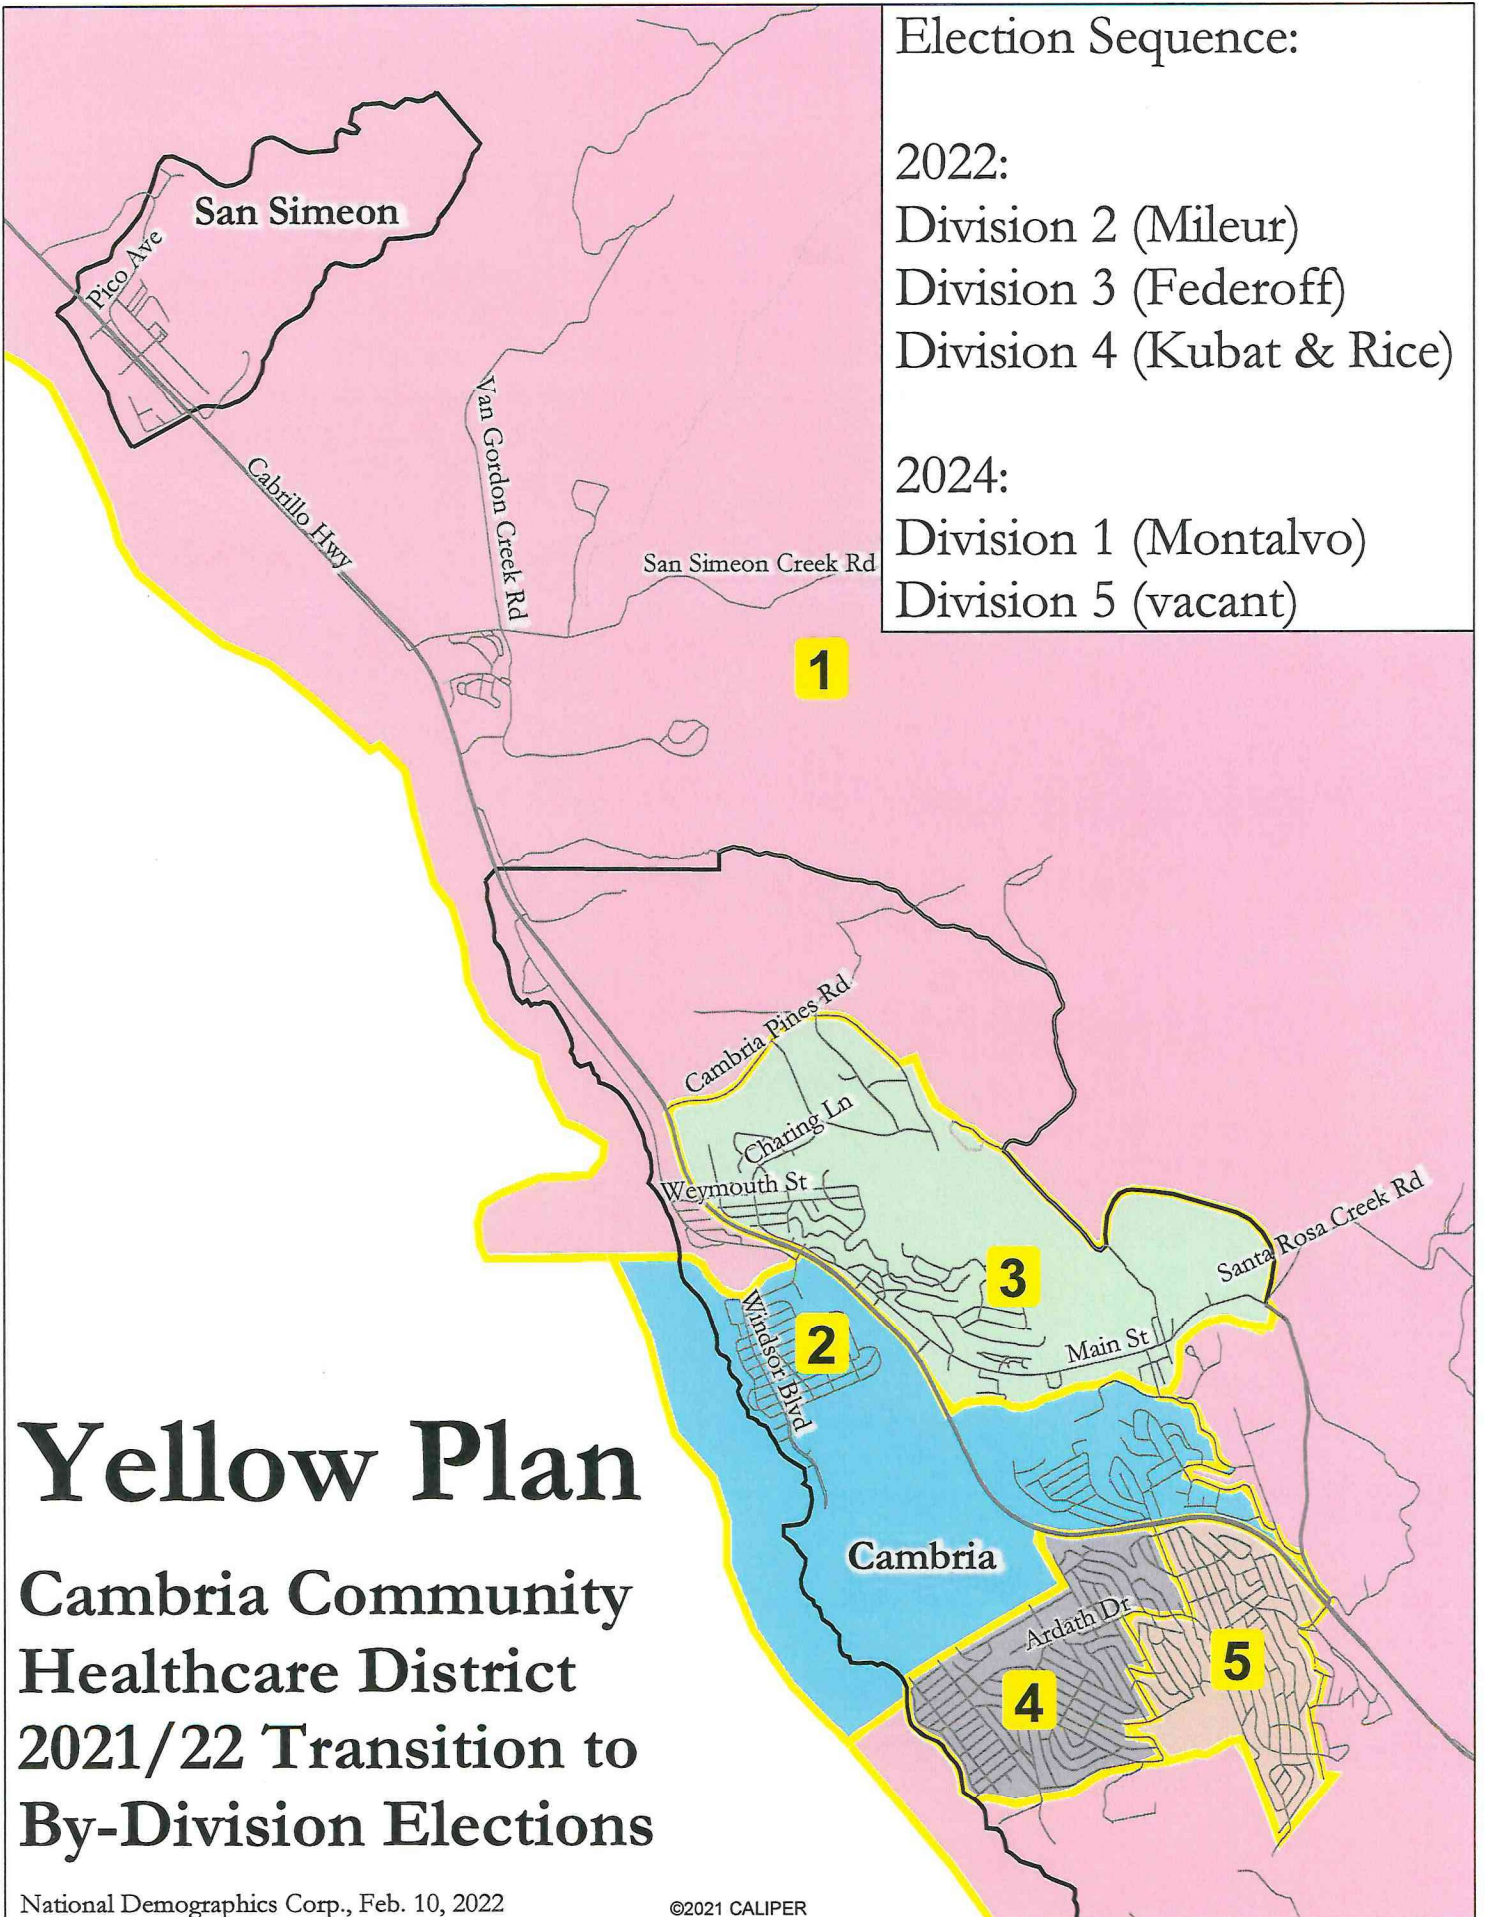 Election Sequence:
2022:
Division 2 (Mileur)
Division 3 (Federoff)
Division 4 (Kubat & Rice)
2024:
Division 1 (Montalvo)
Division 5 (vacant)
San Simeon
Pico Ave
Cabrillo Hwy
Van Gordon Creek Rd
San Simeon Creek Rd
1
Cambria Pines Rd
Charing Ln
Weymouth St
Santa Rosa Creek Rd
3
Windsor Blvd
2
Main St
Cambria
Ardath Dr
5
4
Yellow Plan
Cambria Community
Healthcare District
2021/22 Transition to
By-Division Elections
National Demographics Corp., Feb. 10, 2022
©2021 CALIPER